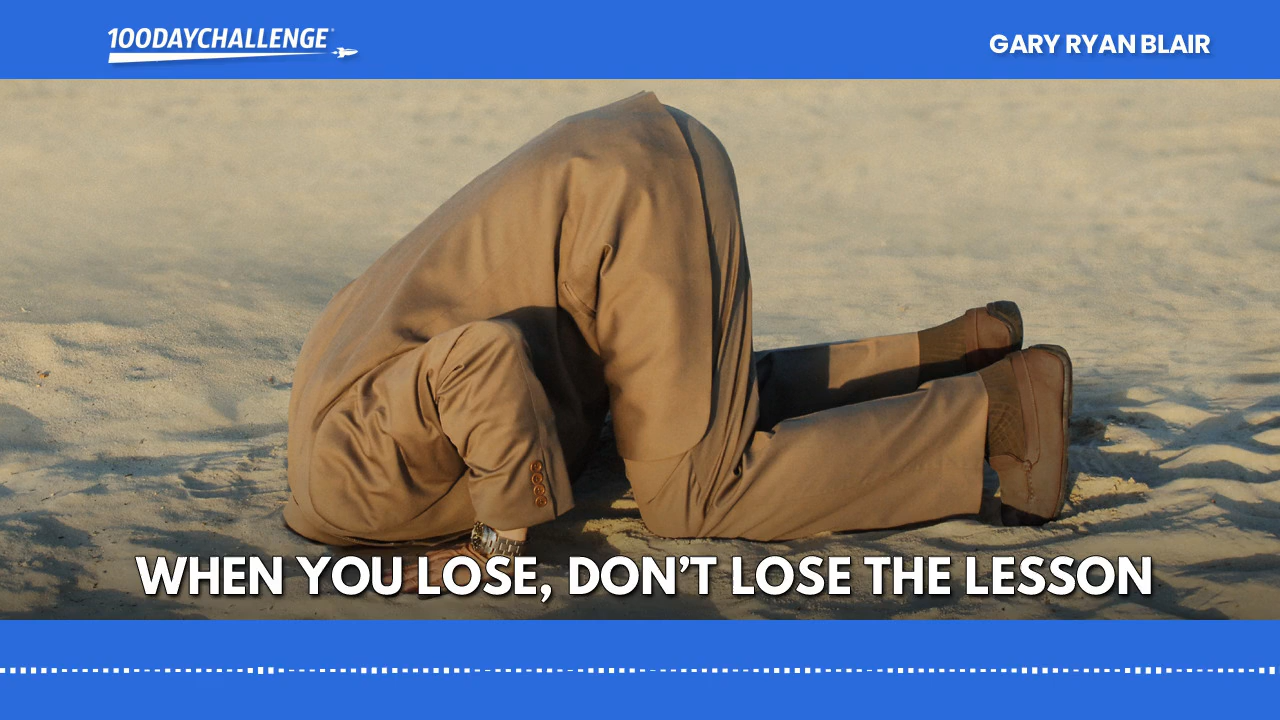 100DAYCHALLENGE
GARY RYAN BLAIR
WHEN YOU LOSE, DON’T LOSE THE LESSON